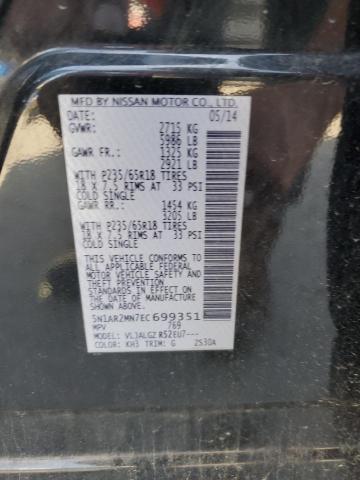 MFD BY NISSAN MOTOR CO., LTD.
DATE: 05/14
GVWR: 2715 KG
5986 LB
GAWR FR: 1325 KG
2921 LB
WITH P235/65R18 TIRES
18 X 7.5 RIMS AT 33 PSI
COLD SINGLE
GAWR RR: 1454 KG
3205 LB
WITH P235/65R18 TIRES
18 X 7.5 RIMS AT 33 PSI
COLD SINGLE
THIS VEHICLE CONFORMS TO
ALL APPLICABLE FEDERAL
MOTOR VEHICLE SAFETY AND
THEFT PREVENTION
STANDARDS IN EFFECT ON
THE DATE OF MANUFACTURE
SHOWN ABOVE.
5N1AR2MN7EC699351
MPV 769
VLJALGZ R52EU7---
COLOR: KH3 TRIM: G 2S30A